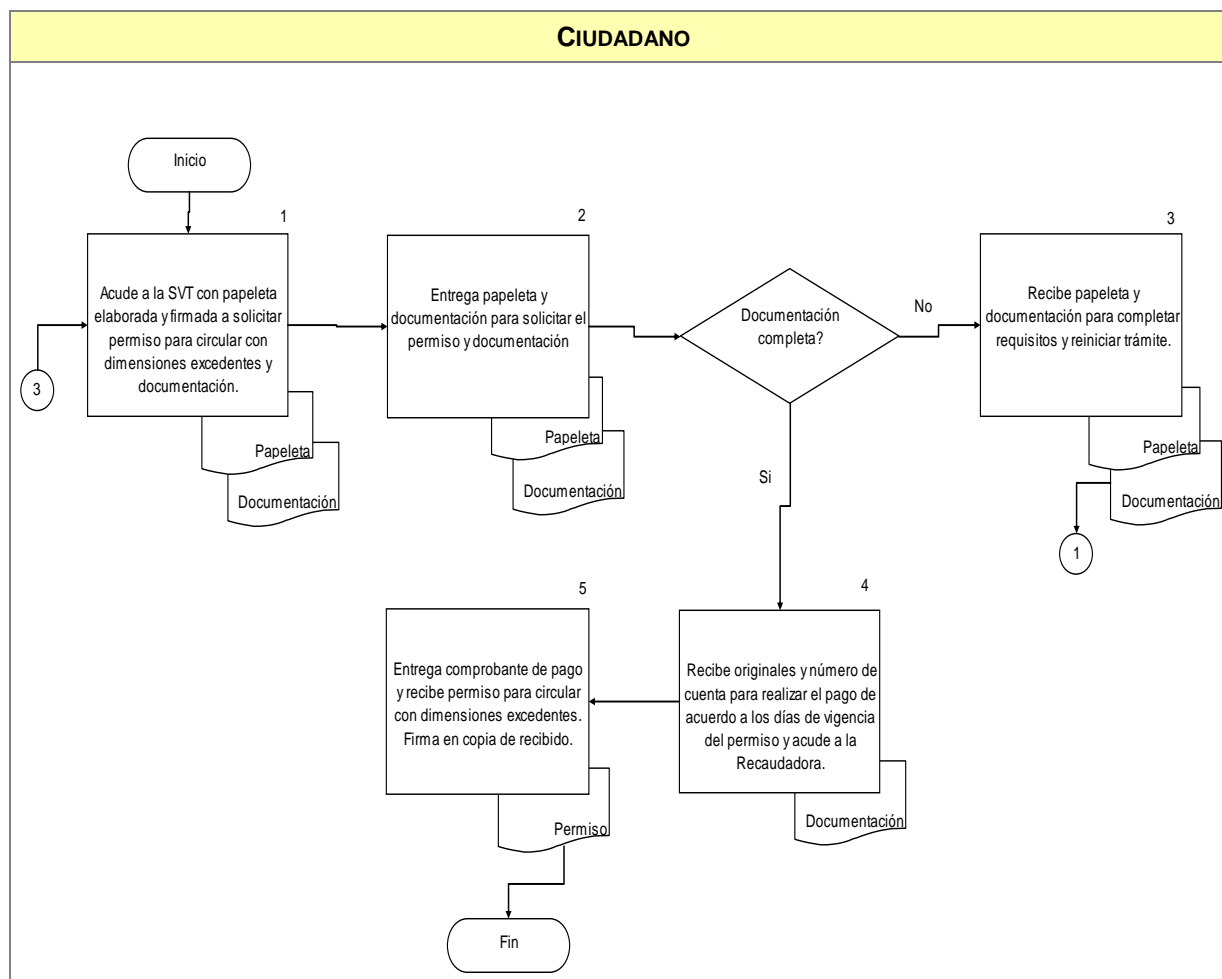 CIUDADANO
Inicio
1
Acude a la SVT con papeleta
elaborada y firmada a solicitar
permiso para circular con
dimensiones excedentes y
documentación.
Papeleta
Documentación
3
2
Entrega papeleta y
documentación para solicitar el
permiso y documentación
Papeleta
Documentación
Documentación
completa?
No
Si
3
Recibe papeleta y
documentación para completar
requisitos y reiniciar trámite.
Papeleta
Documentación
1
4
Recibe originales y número de
cuenta para realizar el pago de
acuerdo a los días de vigencia
del permiso y acude a la
Recaudadora.
Documentación
5
Entrega comprobante de pago
y recibe permiso para circular
con dimensiones excedentes.
Firma en copia de recibido.
Permiso
Fin